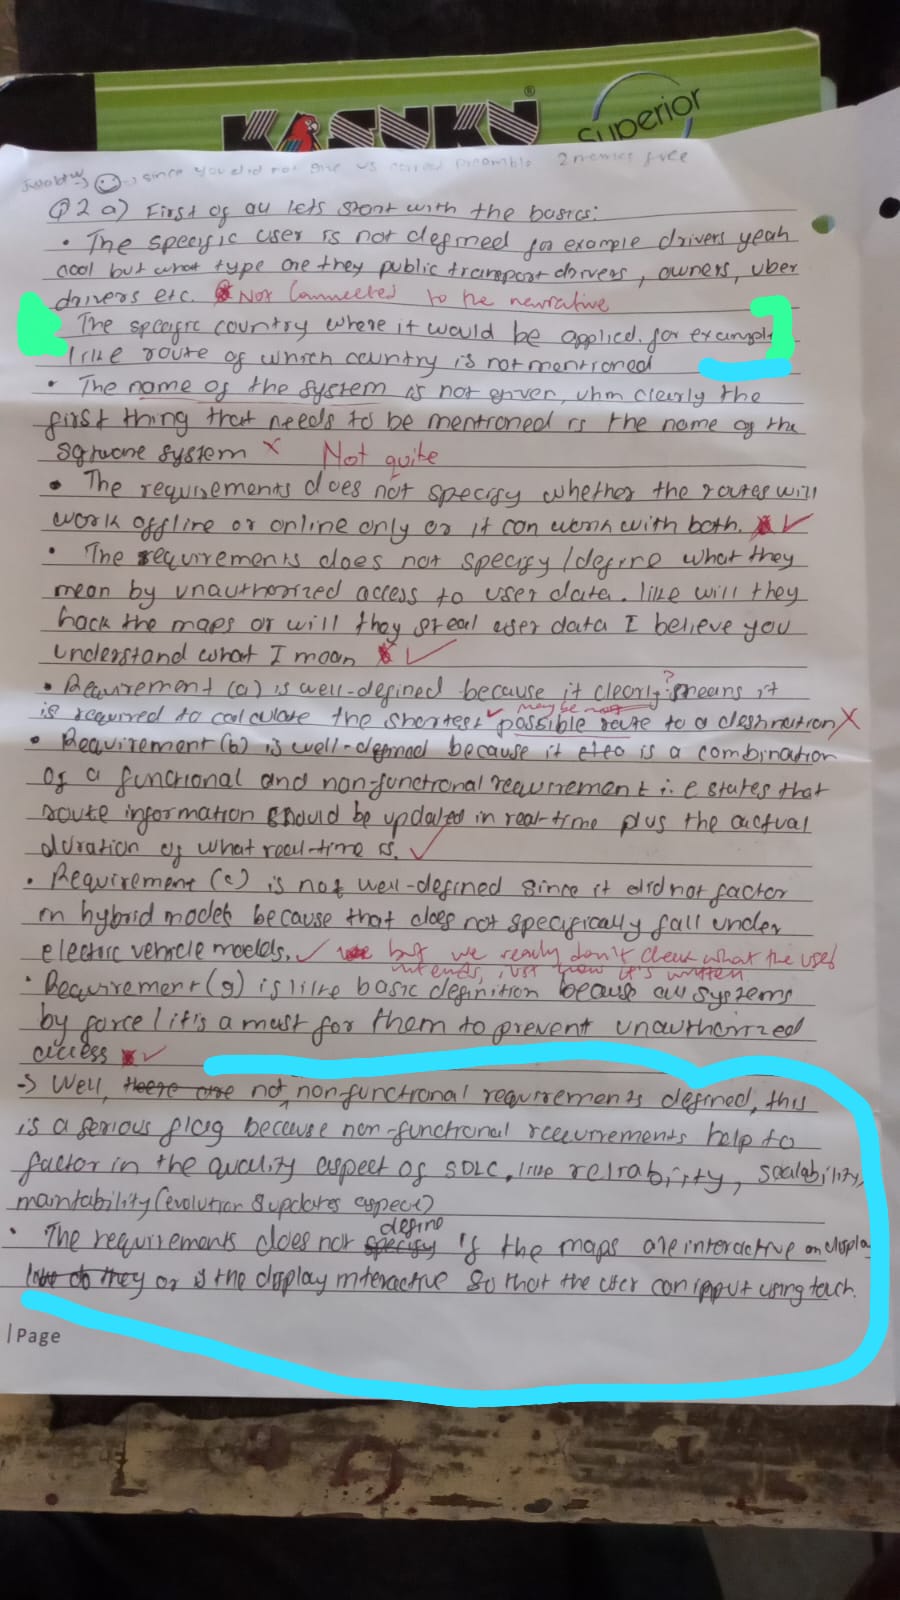 KASUKU
®
Superior
since you did not give us
preamble 2 memes free
Q2a) First of all lets start with the basics:
• The specific user is not defined for example drivers yeah
cool but what type are they public transport drivers, owners, uber
drivers etc. Not Connected to the narrative
The specific country where it would be applied. for example
like route of which country is not mentioned
• The name of the system is not given, uhm clearly the
first thing that needs to be mentioned is the name of the
software system x Not quite
• The requirements does not specify whether the routes will
work offline or online only or it can work with both. ✓
• The requirements does not specify/define what they
mean by unauthorized access to user data. like will they
hack the maps or will they steal user data I believe you
understand what I mean ✓
• Requirement (a) is well-defined because it clearly ? means it
maybe not
is required to calculate the shortest ✓ possible route to a destination X
• Requirement (b) is well-defined because it is a combination
of a functional and non-functional requirement i.e states that
route information should be updated in real-time plus the actual
duration of what real-time is. ✓
• Requirement (c) is not well-defined since it did not factor
in hybrid models because that does not specifically fall under
electric vehicle models. ✓ but we really don't check what the user
intends, just how it's written
• Requirement (g) is like basic definition because all systems
by force/it's a must for them to prevent unauthorized
access ✓
→ Well, there are not non-functional requirements defined, this
is a serious flag because non-functional requirements help to
factor in the quality aspect of SDLC. like reliability, scalability,
maintability (evolution & updates aspect)
define
• The requirements does not specify if the maps are interactive on display
do they or is the display interactive so that the user can input using touch.
| Page